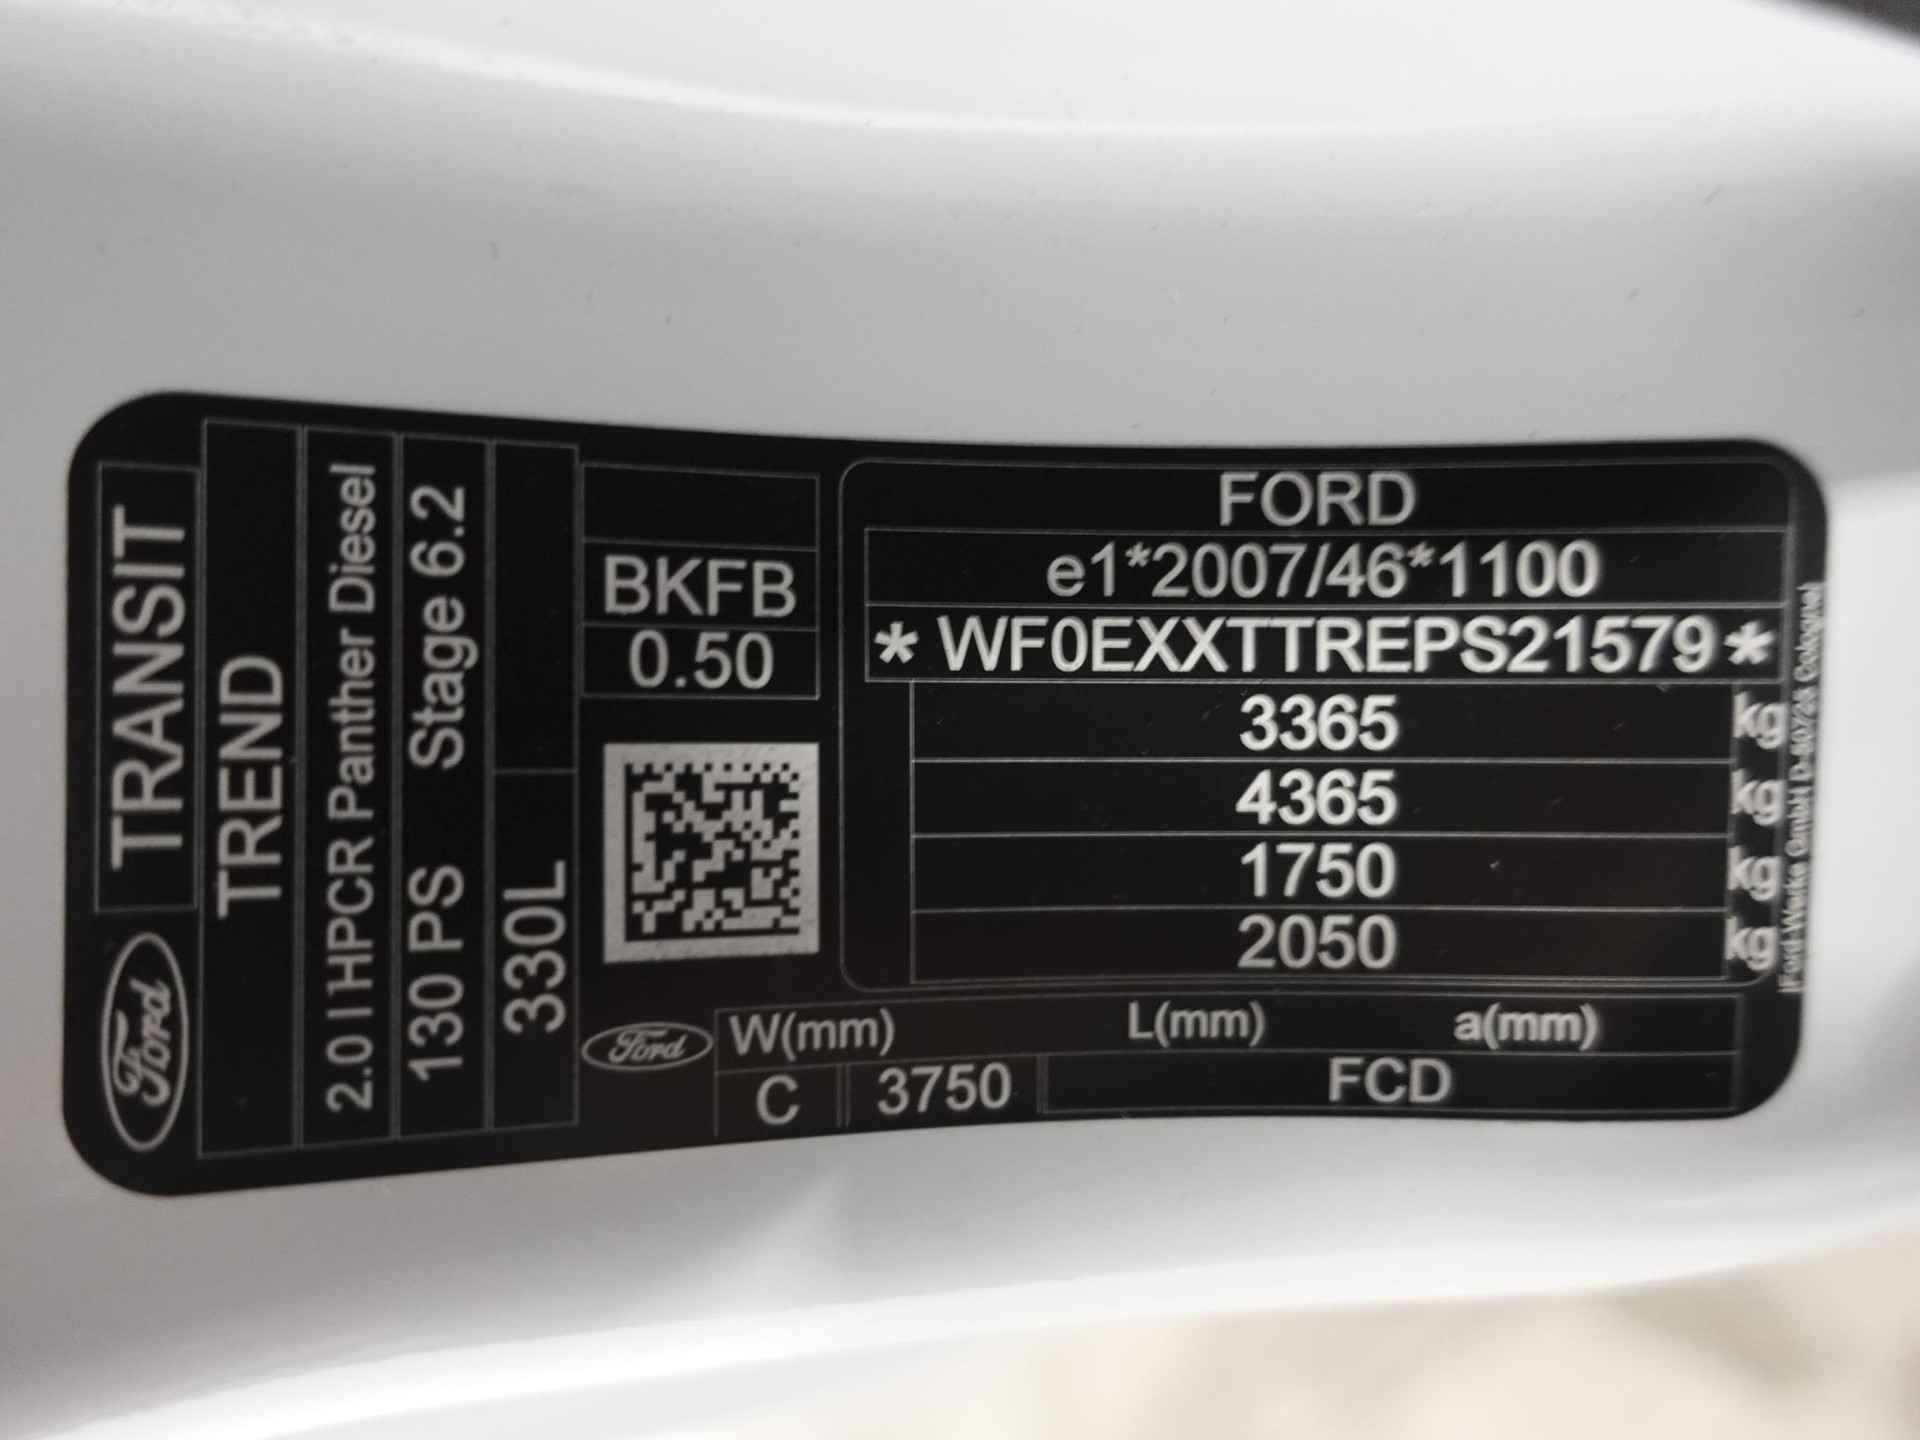 Ford
TRANSIT
TREND
2.0 l HPCR Panther Diesel
130 PS Stage 6.2
330L
BKFB
0.50
FORD
e1*2007/46*1100
* WF0EXXTTREPS21579 *
3365 kg
4365 kg
1750 kg
2050 kg
Ford-Werke GmbH D-50725 Cologne
Ford
W(mm) L(mm) a(mm)
C 3750 FCD